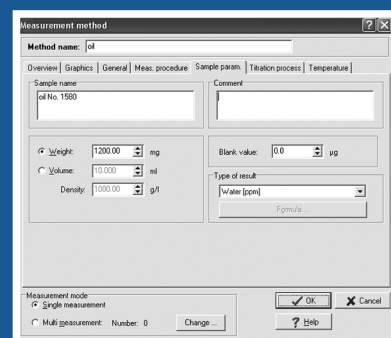 Measurement method
Method name: oil
Overview Graphics General Meas. procedure Sample param. Titration process Temperature
Sample name
oil No. 1580
Comment
Weight: 1200.00 mg
Volume: 10.000 ml
Density: 1000.00 g/l
Blank value: 0.0 µg
Type of result
Water [ppm]
Formula...
Measurement mode
Single measurement
Multi measurement: Number: 0 Change ...
OK Cancel
Help